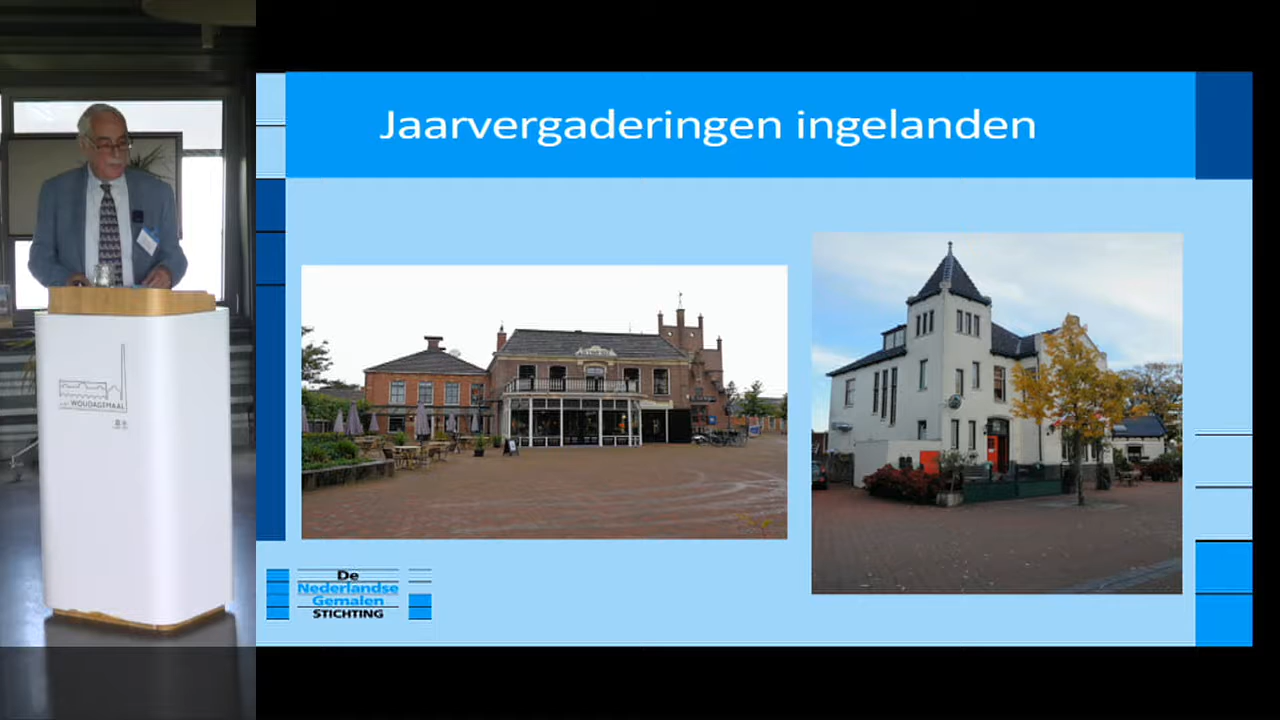 Jaarvergaderingen ingelanden
WOUDAGEMAAL
De
Nederlandse
Gemalen
STICHTING